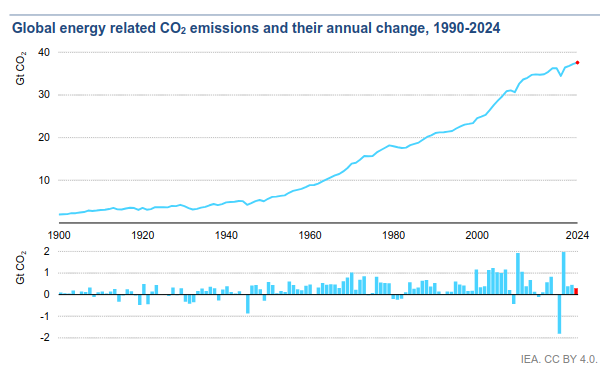 Global energy related CO₂ emissions and their annual change, 1990-2024
Gt CO₂
40
30
20
10
1900 1920 1940 1960 1980 2000 2024
Gt CO₂
2
1
0
-1
-2
IEA. CC BY 4.0.